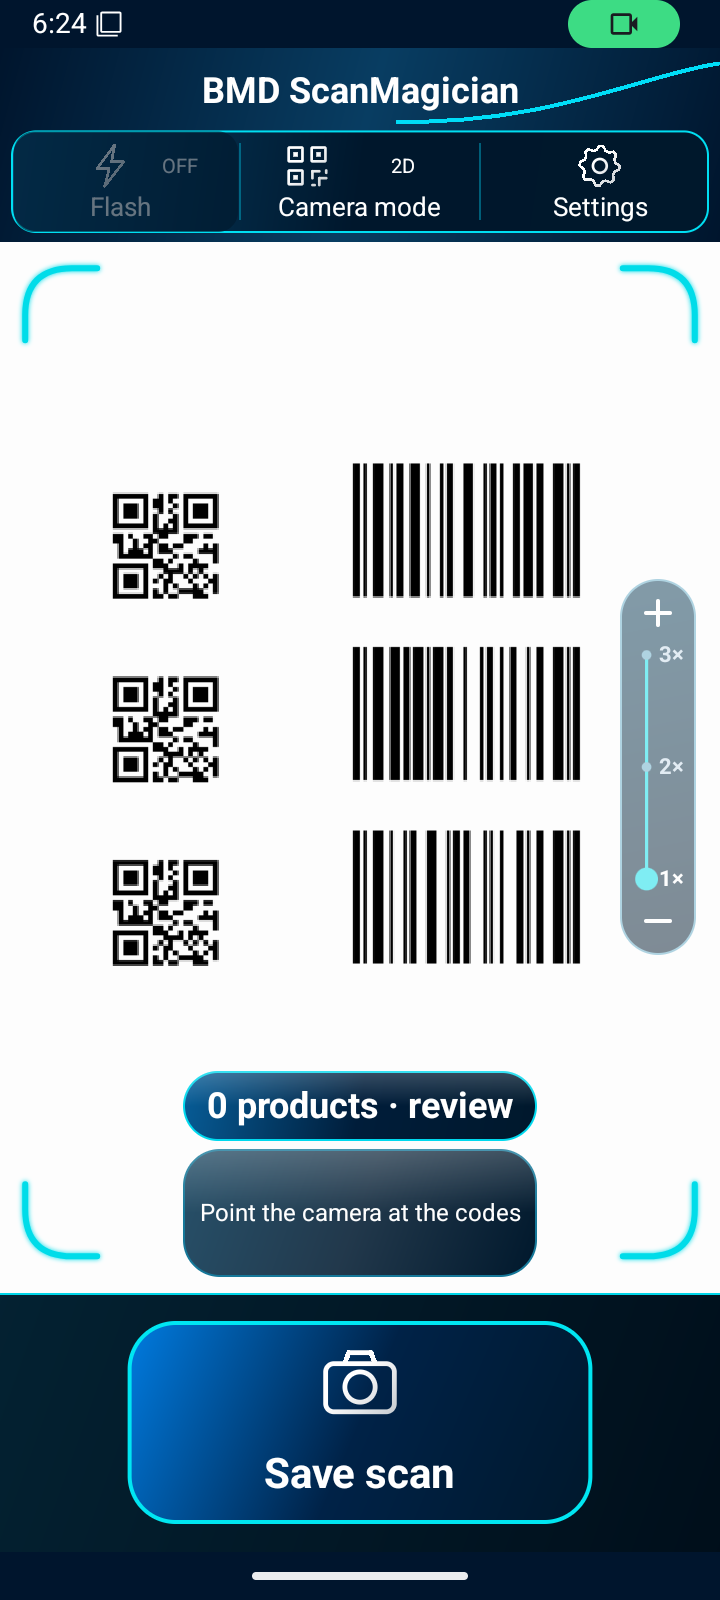 6:24
BMD ScanMagician
OFF
Flash
2D
Camera mode
Settings
3×
2×
1×
0 products · review
Point the camera at the codes
Save scan